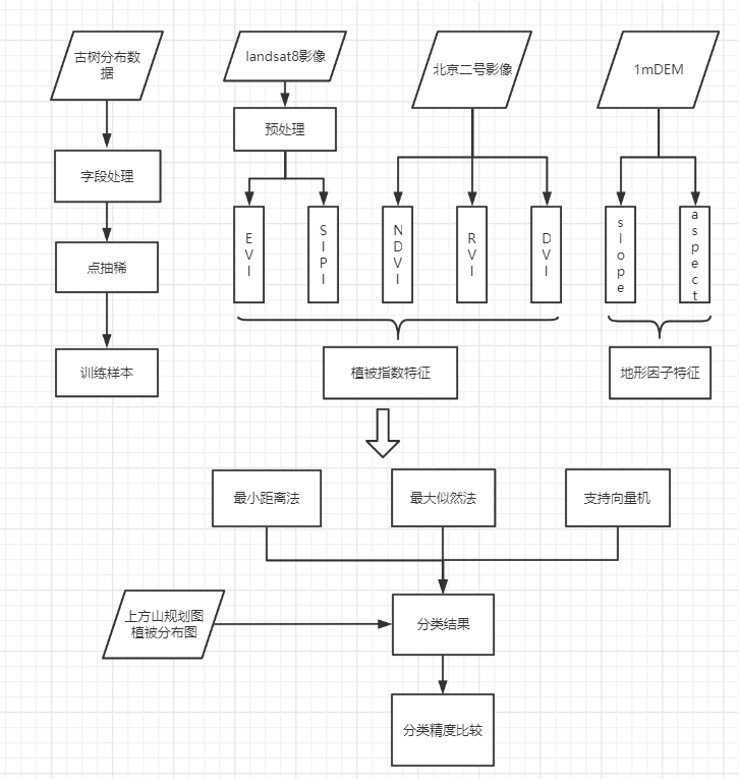 古树分布数
据
landsat8影像
北京二号影像
1mDEM
预处理
字段处理
EVI
SIPI
NDVI
RVI
DVI
slope
aspect
点抽稀
训练样本
植被指数特征
地形因子特征
最小距离法
最大似然法
支持向量机
上方山规划图
植被分布图
分类结果
分类精度比较